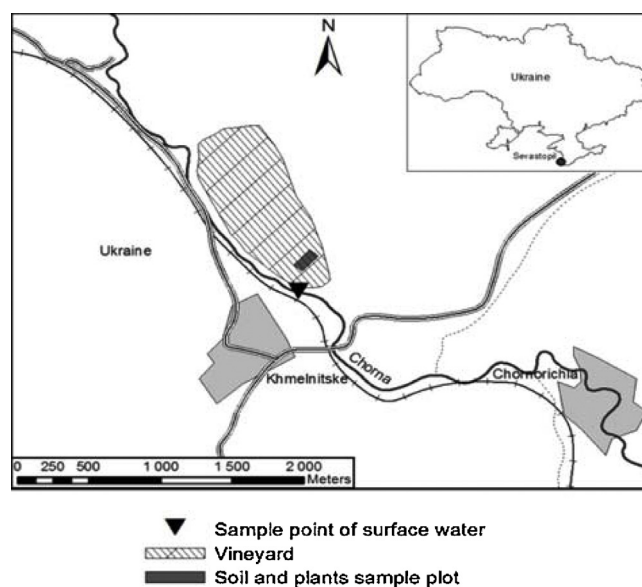 N
Ukraine
Sevastopil
Ukraine
Khmelnitske
Chorna
Chornorichia
0 250 500 1 000 1 500 2 000
Meters
Sample point of surface water
Vineyard
Soil and plants sample plot